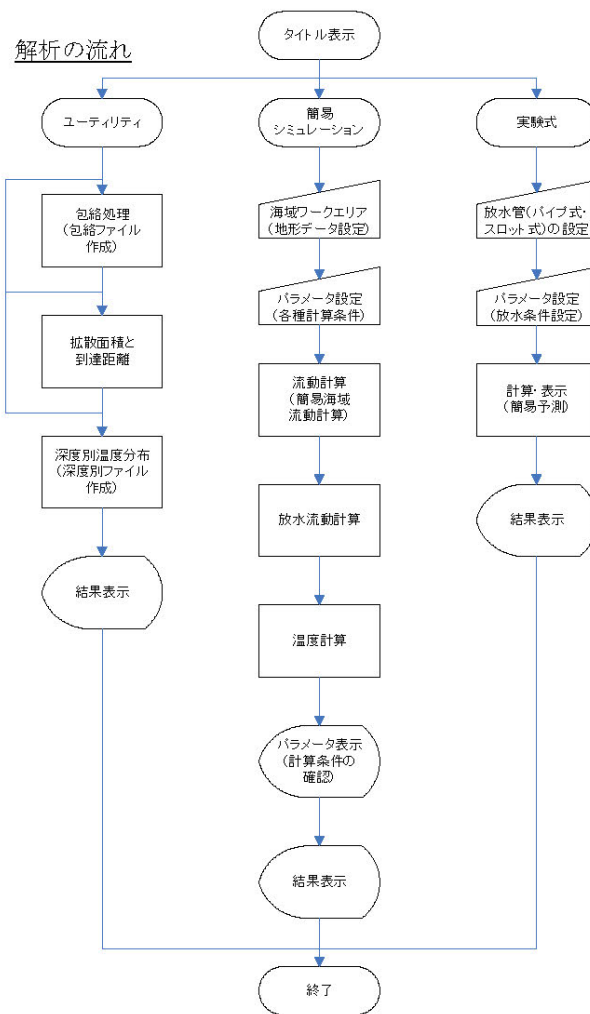 解析の流れ
タイトル表示
ユーティリティ
包絡処理
(包絡ファイル
作成)
拡散面積と
到達距離
深度別温度分布
(深度別ファイル
作成)
結果表示
簡易
シミュレーション
海域ワークエリア
(地形データ設定)
パラメータ設定
(各種計算条件)
流動計算
(簡易海域
流動計算)
放水流動計算
温度計算
パラメータ表示
(計算条件の
確認)
結果表示
実験式
放水管(パイプ式・
スロット式)の設定
パラメータ設定
(放水条件設定)
計算・表示
(簡易予測)
結果表示
終了